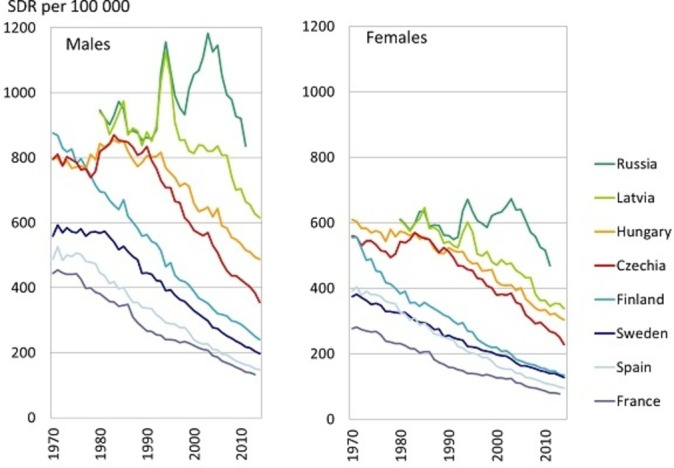 SDR per 100 000
Males
1200
1000
800
600
400
200
0
1970
1980
1990
2000
2010
Females
1200
1000
800
600
400
200
0
1970
1980
1990
2000
2010
Russia
Latvia
Hungary
Czechia
Finland
Sweden
Spain
France